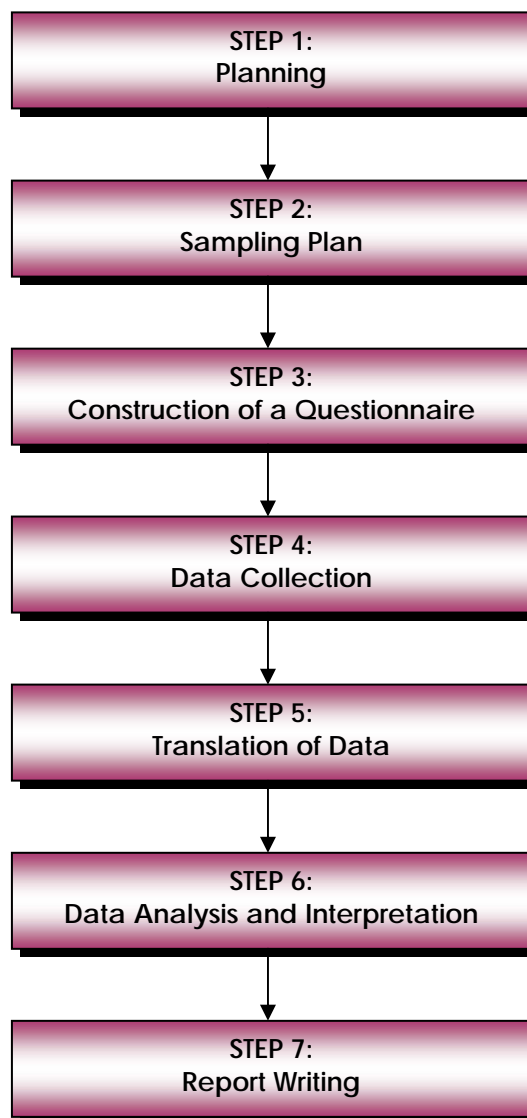 STEP 1:
Planning
STEP 2:
Sampling Plan
STEP 3:
Construction of a Questionnaire
STEP 4:
Data Collection
STEP 5:
Translation of Data
STEP 6:
Data Analysis and Interpretation
STEP 7:
Report Writing